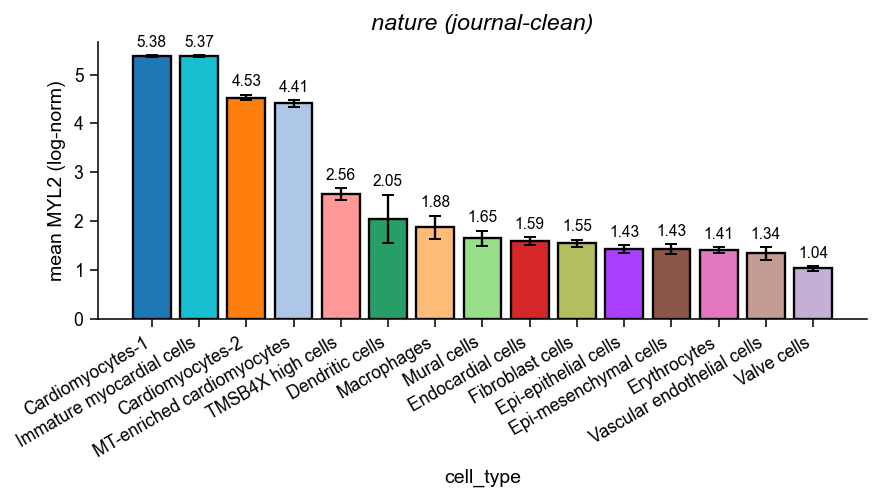 nature (journal-clean)
mean MYL2 (log-norm)
5
4
3
2
1
0
5.38
5.37
4.53
4.41
2.56
2.05
1.88
1.65
1.59
1.55
1.43
1.43
1.41
1.34
1.04
Cardiomyocytes-1
Immature myocardial cells
Cardiomyocytes-2
MT-enriched cardiomyocytes
TMSB4X high cells
Dendritic cells
Macrophages
Mural cells
Endocardial cells
Fibroblast cells
Epi-epithelial cells
Epi-mesenchymal cells
Erythrocytes
Vascular endothelial cells
Valve cells
cell_type